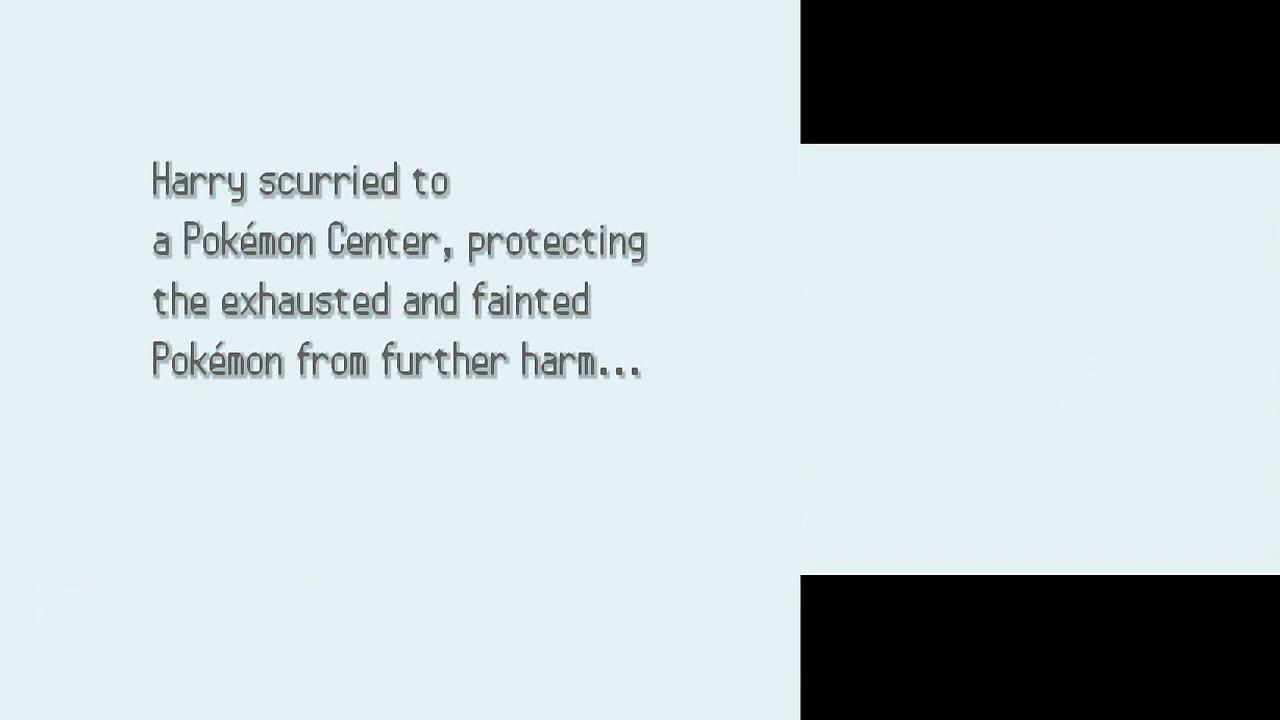 Harry scurried to
a Pokémon Center, protecting
the exhausted and fainted
Pokémon from further harm...